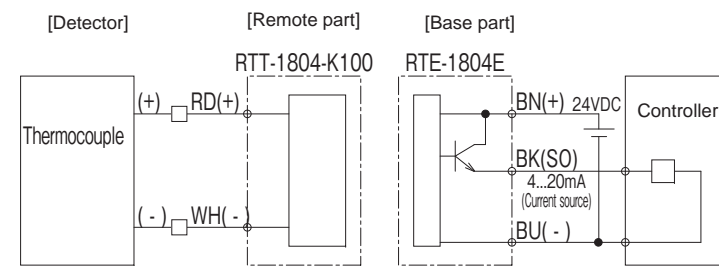 [Detector] [Remote part] [Base part]
RTT-1804-K100 RTE-1804E
(+) RD(+) BN(+) 24VDC Controller
Thermocouple
BK(SO)
4...20mA
(Current source)
( - ) WH( - ) BU( - )